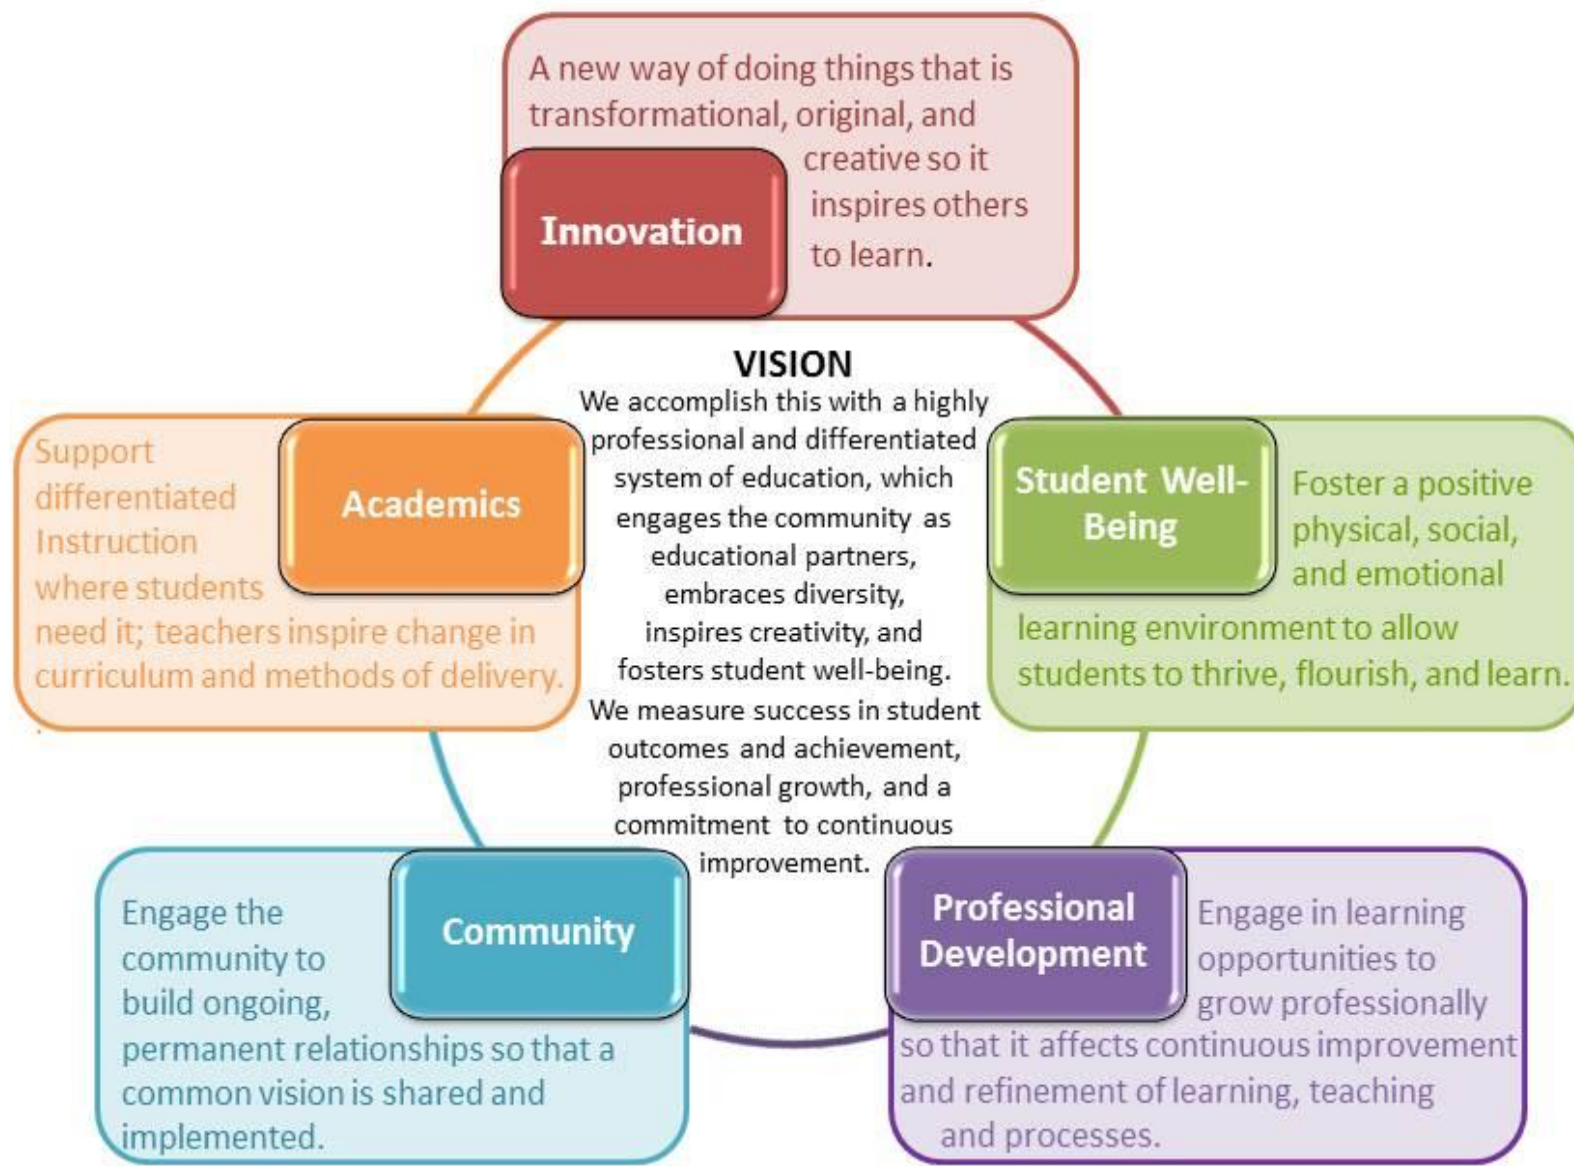 A new way of doing things that is
transformational, original, and
creative so it
inspires others
to learn.
Innovation
VISION
We accomplish this with a highly
professional and differentiated
system of education, which
engages the community as
educational partners,
embraces diversity,
inspires creativity, and
fosters student well-being.
We measure success in student
outcomes and achievement,
professional growth, and a
commitment to continuous
improvement.
Academics
Support
differentiated
Instruction
where students
need it; teachers inspire change in
curriculum and methods of delivery.
.
Student Well-
Being
Foster a positive
physical, social,
and emotional
learning environment to allow
students to thrive, flourish, and learn.
Community
Engage the
community to
build ongoing,
permanent relationships so that a
common vision is shared and
implemented.
Professional
Development
Engage in learning
opportunities to
grow professionally
so that it affects continuous improvement
and refinement of learning, teaching
and processes.